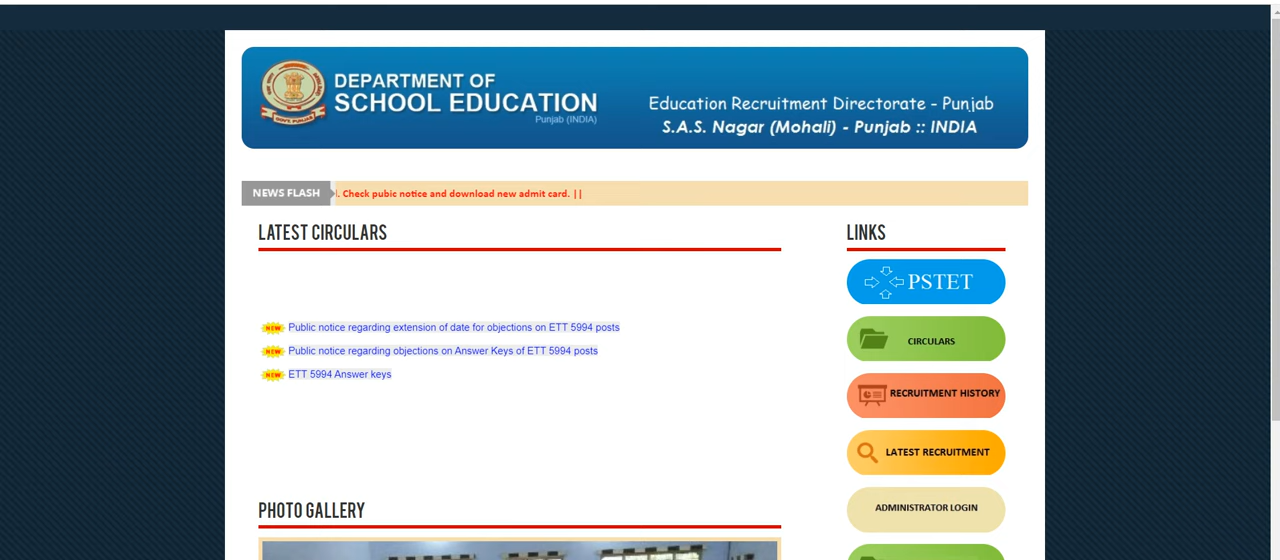 DEPARTMENT OF
SCHOOL EDUCATION
Punjab (INDIA)
Education Recruitment Directorate - Punjab
S.A.S. Nagar (Mohali) - Punjab :: INDIA
NEWS FLASH
. Check pubic notice and download new admit card. ||
LATEST CIRCULARS
NEW Public notice regarding extension of date for objections on ETT 5994 posts
NEW Public notice regarding objections on Answer Keys of ETT 5994 posts
NEW ETT 5994 Answer keys
PHOTO GALLERY
LINKS
PSTET
CIRCULARS
RECRUITMENT HISTORY
LATEST RECRUITMENT
ADMINISTRATOR LOGIN